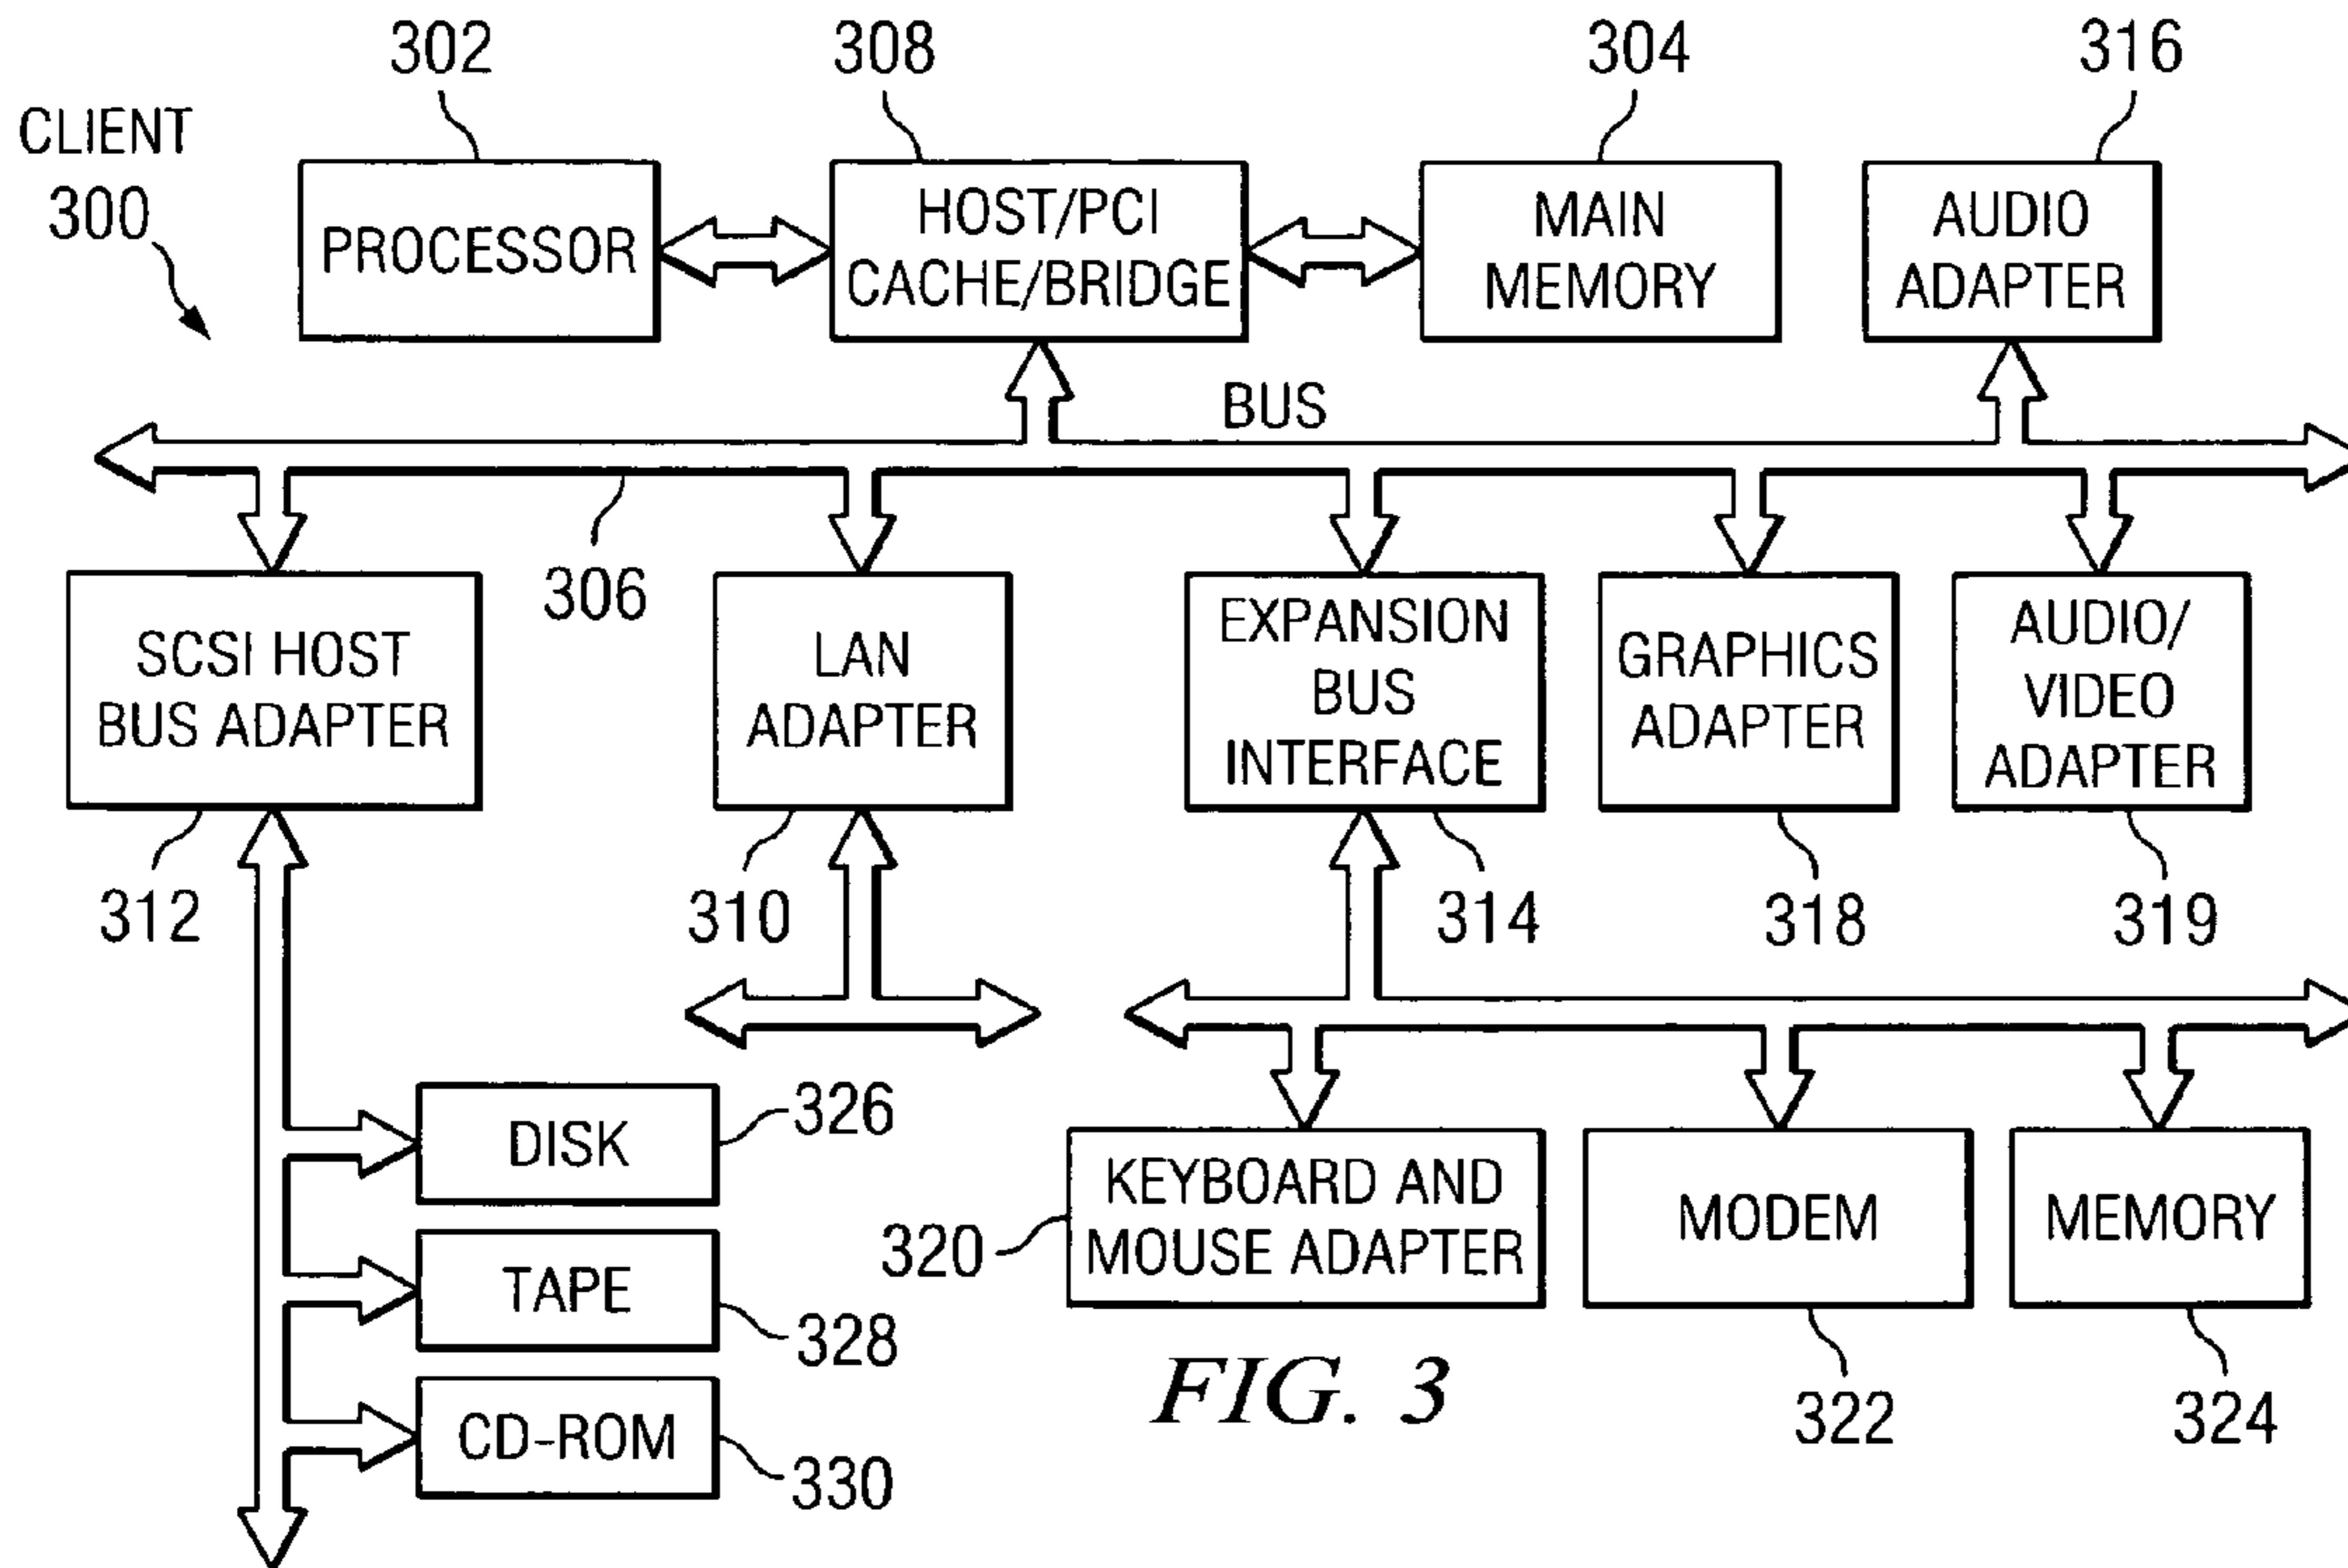 302
308
304
316
CLIENT
300
PROCESSOR
HOST/PCI
CACHE/BRIDGE
MAIN
MEMORY
AUDIO
ADAPTER
BUS
306
SCSI HOST
BUS ADAPTER
LAN
ADAPTER
EXPANSION
BUS
INTERFACE
GRAPHICS
ADAPTER
AUDIO/
VIDEO
ADAPTER
312
310
314
318
319
DISK
326
TAPE
328
CD-ROM
330
320
KEYBOARD AND
MOUSE ADAPTER
MODEM
MEMORY
322
324
FIG. 3